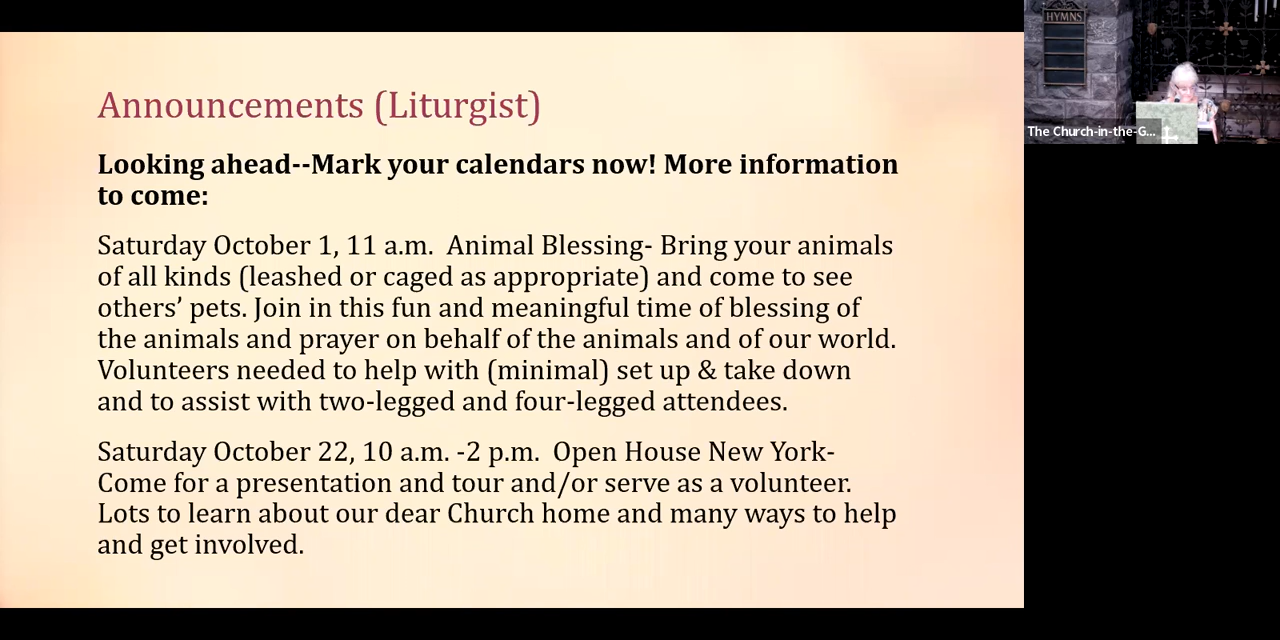 Announcements (Liturgist)
Looking ahead--Mark your calendars now! More information
to come:
Saturday October 1, 11 a.m.  Animal Blessing- Bring your animals
of all kinds (leashed or caged as appropriate) and come to see
others’ pets. Join in this fun and meaningful time of blessing of
the animals and prayer on behalf of the animals and of our world.
Volunteers needed to help with (minimal) set up & take down
and to assist with two-legged and four-legged attendees.
Saturday October 22, 10 a.m. -2 p.m.  Open House New York-
Come for a presentation and tour and/or serve as a volunteer.
Lots to learn about our dear Church home and many ways to help
and get involved.
HYMNS
The Church-in-the-G...